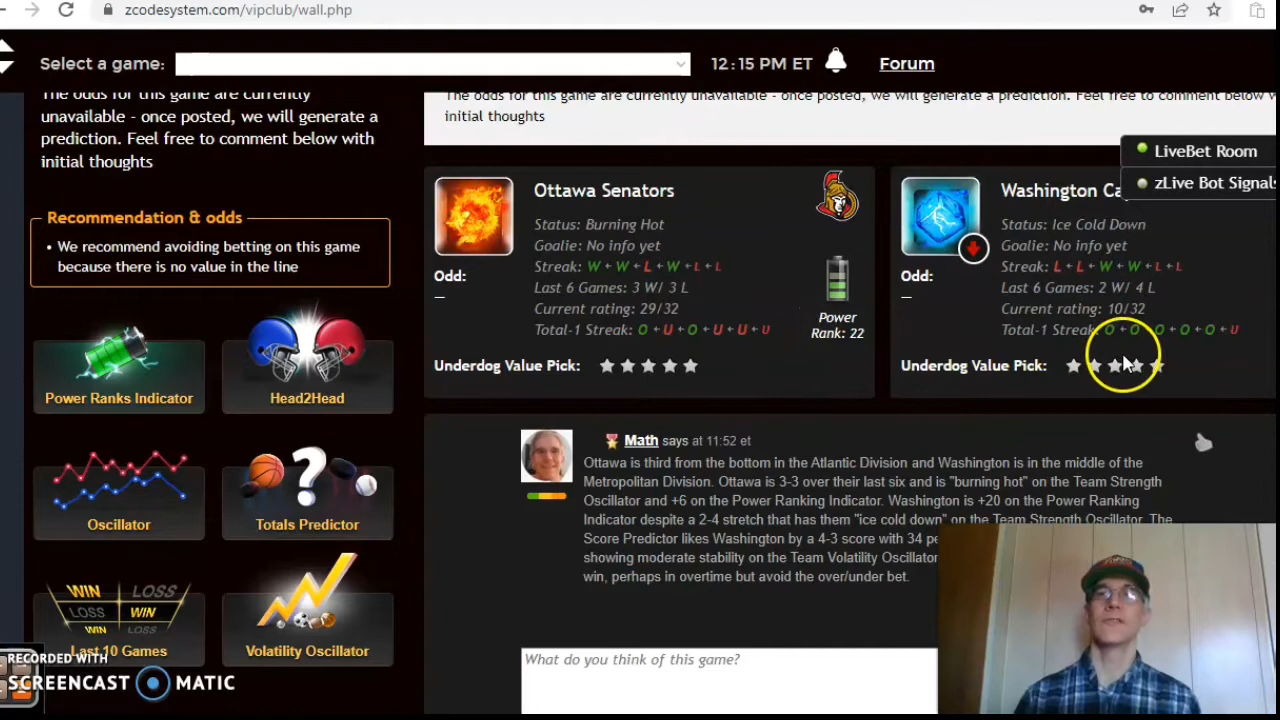 zcodesystem.com/vipclub/wall.php
Select a game:
12:15 PM ET
Forum
The odds for this game are currently
unavailable - once posted, we will generate a
prediction. Feel free to comment below with
initial thoughts
The odds for this game are currently unavailable - once posted, we will generate a prediction. Feel free to comment below w
initial thoughts
LiveBet Room
zLive Bot Signals
Recommendation & odds
• We recommend avoiding betting on this game
because there is no value in the line
Power Ranks Indicator
Head2Head
Oscillator
?
Totals Predictor
WIN LOSS
LOSS WIN
WIN LOSS
Last 10 Games
Volatility Oscillator
Ottawa Senators
Status: Burning Hot
Goalie: No info yet
Streak: W ← W ← L ← W ← L ← L
Last 6 Games: 3 W/ 3 L
Current rating: 29/32
Total-1 Streak: O ← U ← O ← U ← U ← U
Odd:
—
Power
Rank: 22
Underdog Value Pick:
Washington Ca
Status: Ice Cold Down
Goalie: No info yet
Streak: L ← L ← W ← W ← L ← L
Last 6 Games: 2 W/ 4 L
Current rating: 10/32
Total-1 Streak: O ← O ← O ← O ← O ← U
Odd:
—
Underdog Value Pick:
Math says at 11:52 et
Ottawa is third from the bottom in the Atlantic Division and Washington is in the middle of the
Metropolitan Division. Ottawa is 3-3 over their last six and is "burning hot" on the Team Strength
Oscillator and +6 on the Power Ranking Indicator. Washington is +20 on the Power Ranking
Indicator despite a 2-4 stretch that has them "ice cold down" on the Team Strength Oscillator. The
Score Predictor likes Washington by a 4-3 score with 34 pe
showing moderate stability on the Team Volatility Oscillator
win, perhaps in overtime but avoid the over/under bet.
What do you think of this game?
RECORDED WITH
SCREENCAST MATIC